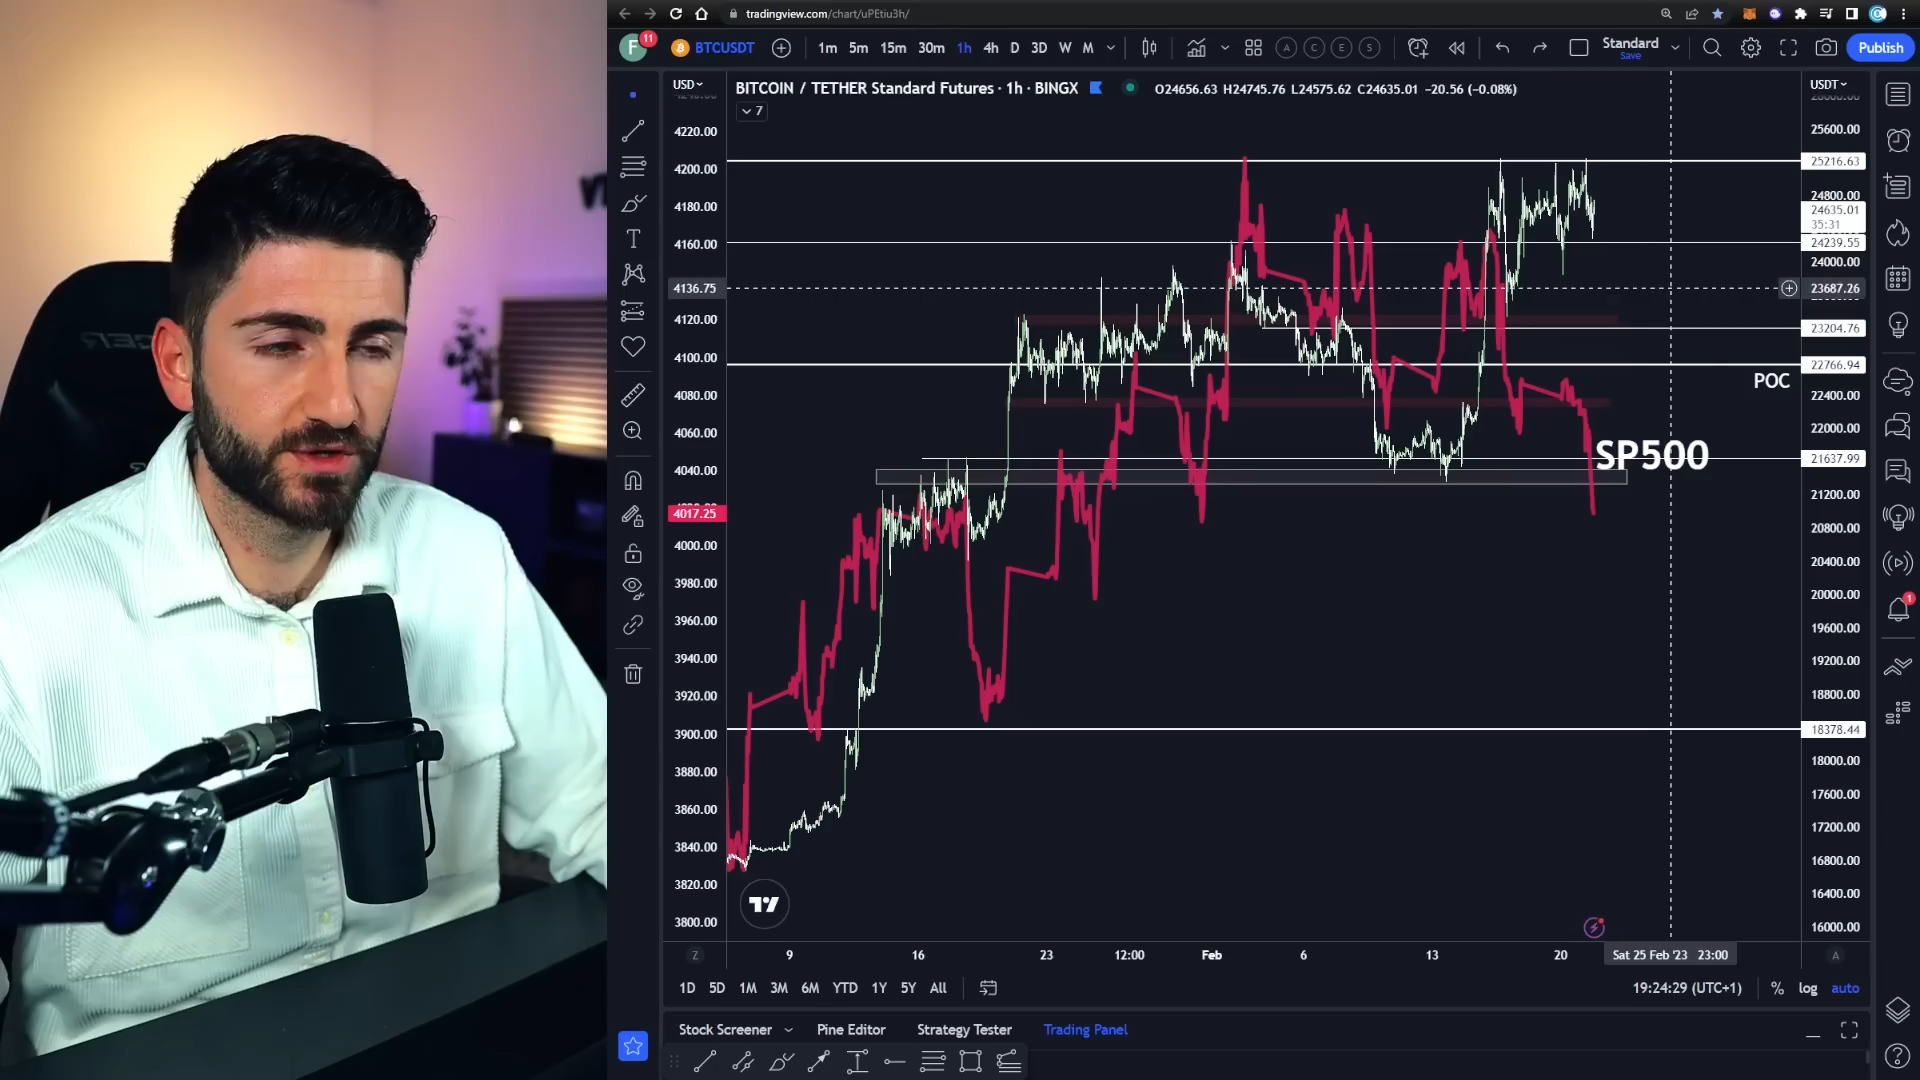 tradingview.com/chart/uPEtiu3h/
F
11
BTCUSDT
1m 5m 15m 30m 1h 4h D 3D W M
A C E S
Standard
Save
Publish
USD
BITCOIN / TETHER Standard Futures · 1h · BINGX O24656.63 H24745.76 L24575.62 C24635.01 −20.56 (−0.08%)
USDT
7
4220.00
4200.00
4180.00
4160.00
4136.75
4120.00
4100.00
4080.00
4060.00
4040.00
4017.25
4000.00
3980.00
3960.00
3940.00
3920.00
3900.00
3880.00
3860.00
3840.00
3820.00
3800.00
POC
SP500
25600.00
25216.63
24800.00
24635.01
35:31
24239.55
24000.00
23687.26
23204.76
22766.94
22400.00
22000.00
21637.99
21200.00
20800.00
20400.00
20000.00
19600.00
19200.00
18800.00
18378.44
18000.00
17600.00
17200.00
16800.00
16400.00
16000.00
1
Z
9 16 23 12:00 Feb 6 13 20 Sat 25 Feb '23 23:00
A
1D 5D 1M 3M 6M YTD 1Y 5Y All
19:24:29 (UTC+1) % log auto
Stock Screener Pine Editor Strategy Tester Trading Panel